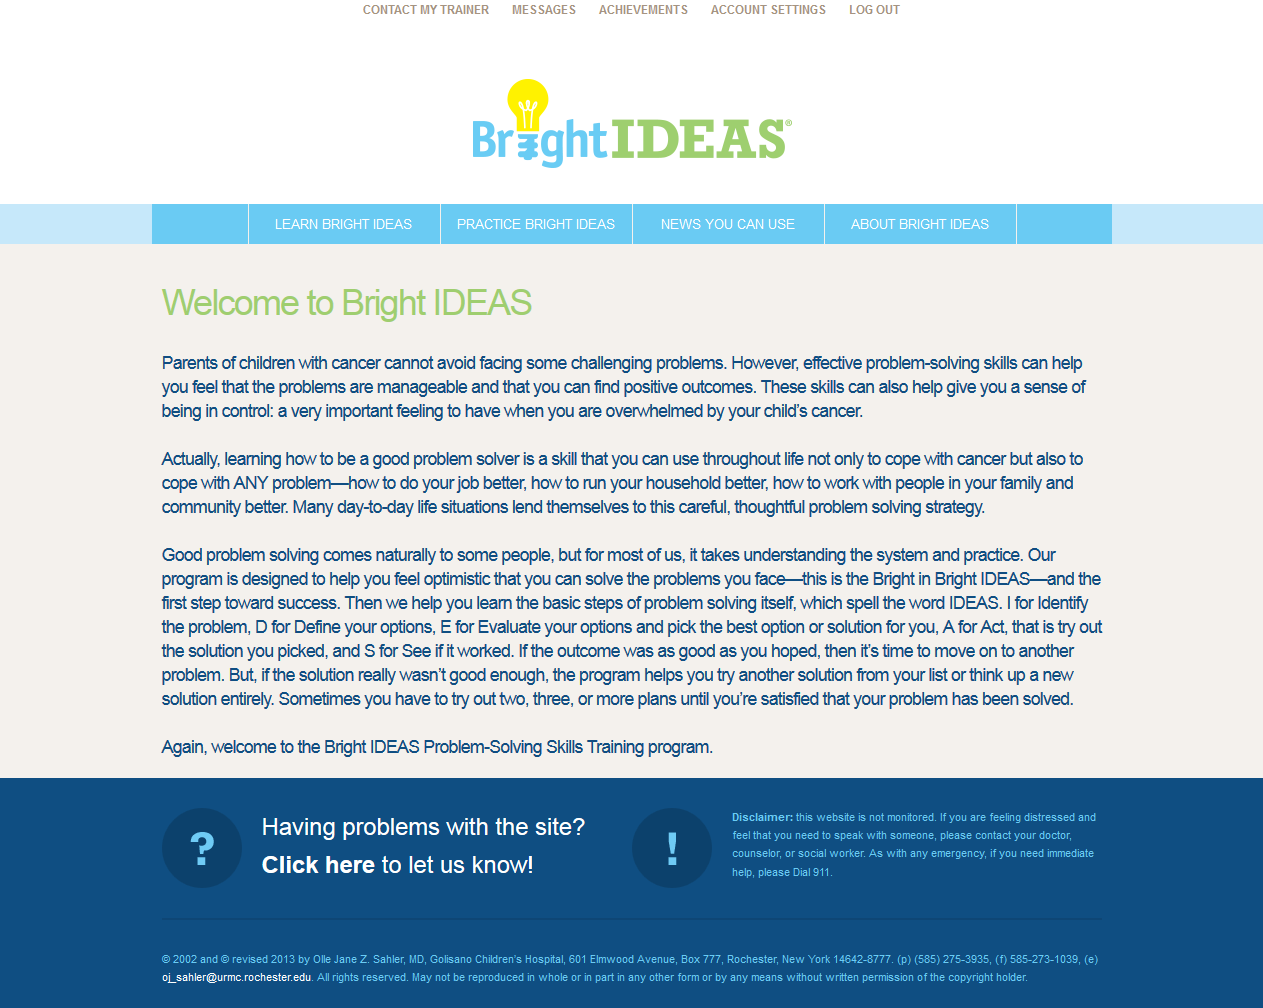 CONTACT MY TRAINER MESSAGES ACHIEVEMENTS ACCOUNT SETTINGS LOG OUT
Bright IDEAS®
LEARN BRIGHT IDEAS PRACTICE BRIGHT IDEAS NEWS YOU CAN USE ABOUT BRIGHT IDEAS
Welcome to Bright IDEAS
Parents of children with cancer cannot avoid facing some challenging problems. However, effective problem-solving skills can help
you feel that the problems are manageable and that you can find positive outcomes. These skills can also help give you a sense of
being in control: a very important feeling to have when you are overwhelmed by your child’s cancer.
Actually, learning how to be a good problem solver is a skill that you can use throughout life not only to cope with cancer but also to
cope with ANY problem—how to do your job better, how to run your household better, how to work with people in your family and
community better. Many day-to-day life situations lend themselves to this careful, thoughtful problem solving strategy.
Good problem solving comes naturally to some people, but for most of us, it takes understanding the system and practice. Our
program is designed to help you feel optimistic that you can solve the problems you face—this is the Bright in Bright IDEAS—and the
first step toward success. Then we help you learn the basic steps of problem solving itself, which spell the word IDEAS. I for Identify
the problem, D for Define your options, E for Evaluate your options and pick the best option or solution for you, A for Act, that is try out
the solution you picked, and S for See if it worked. If the outcome was as good as you hoped, then it’s time to move on to another
problem. But, if the solution really wasn’t good enough, the program helps you try another solution from your list or think up a new
solution entirely. Sometimes you have to try out two, three, or more plans until you’re satisfied that your problem has been solved.
Again, welcome to the Bright IDEAS Problem-Solving Skills Training program.
?
Having problems with the site?
Click here to let us know!
!
Disclaimer: this website is not monitored. If you are feeling distressed and
feel that you need to speak with someone, please contact your doctor,
counselor, or social worker. As with any emergency, if you need immediate
help, please Dial 911.
© 2002 and © revised 2013 by Olle Jane Z. Sahler, MD, Golisano Children's Hospital, 601 Elmwood Avenue, Box 777, Rochester, New York 14642-8777. (p) (585) 275-3935, (f) 585-273-1039, (e)
oj_sahler@urmc.rochester.edu. All rights reserved. May not be reproduced in whole or in part in any other form or by any means without written permission of the copyright holder.